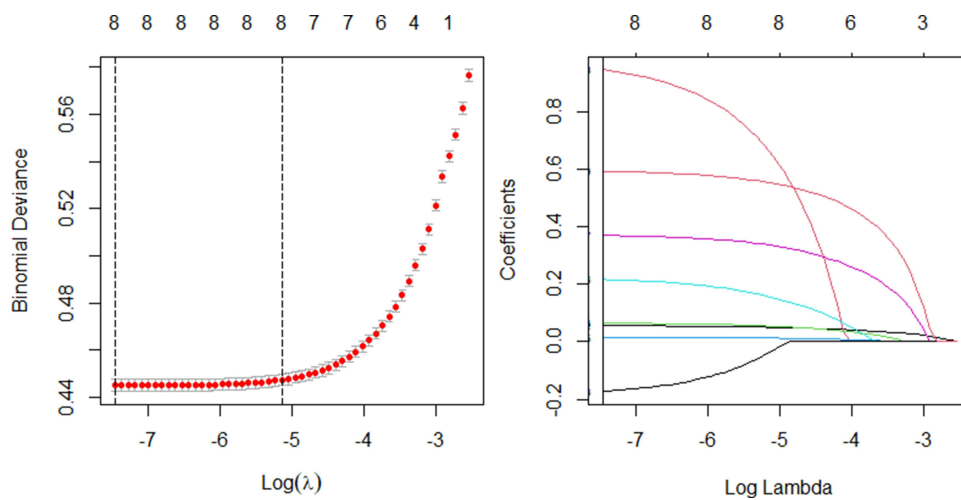 8 8 8 8 8 8 7 7 6 4 1
Binomial Deviance
0.56
0.52
0.48
0.44
-7 -6 -5 -4 -3
Log(λ)
8 8 8 6 3
Coefficients
0.8
0.6
0.4
0.2
0.0
-0.2
-7 -6 -5 -4 -3
Log Lambda